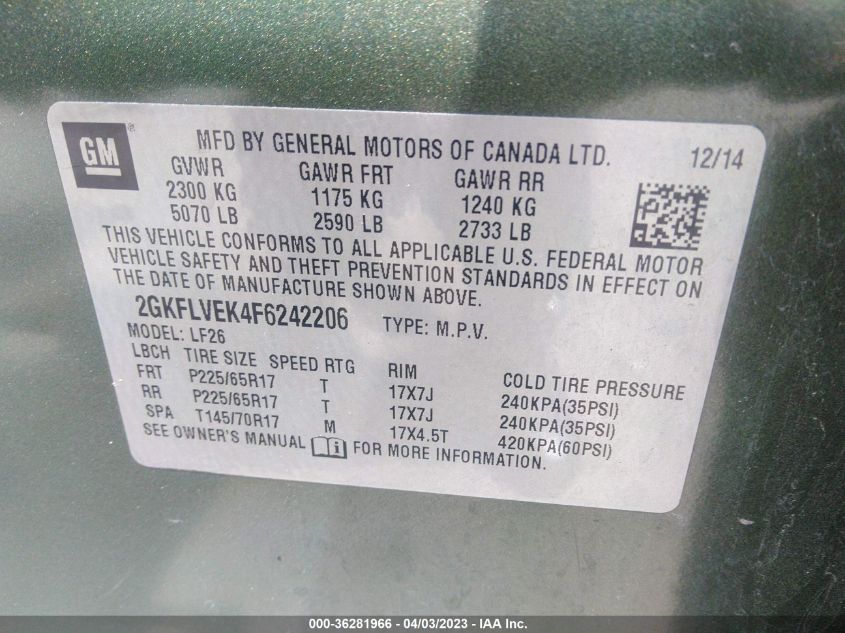 GM ® MFD BY GENERAL MOTORS OF CANADA LTD. 12/14
GVWR GAWR FRT GAWR RR
2300 KG 1175 KG 1240 KG
5070 LB 2590 LB 2733 LB
THIS VEHICLE CONFORMS TO ALL APPLICABLE U.S. FEDERAL MOTOR
VEHICLE SAFETY AND THEFT PREVENTION STANDARDS IN EFFECT ON
THE DATE OF MANUFACTURE SHOWN ABOVE.
2GKFLVEK4F6242206 TYPE: M.P.V.
MODEL: LF26
LBCH TIRE SIZE SPEED RTG RIM COLD TIRE PRESSURE
FRT P225/65R17 T 17X7J 240KPA(35PSI)
RR P225/65R17 T 17X7J 240KPA(35PSI)
SPA T145/70R17 M 17X4.5T 420KPA(60PSI)
SEE OWNER'S MANUAL i FOR MORE INFORMATION.
000-36281966 - 04/03/2023 - IAA Inc.